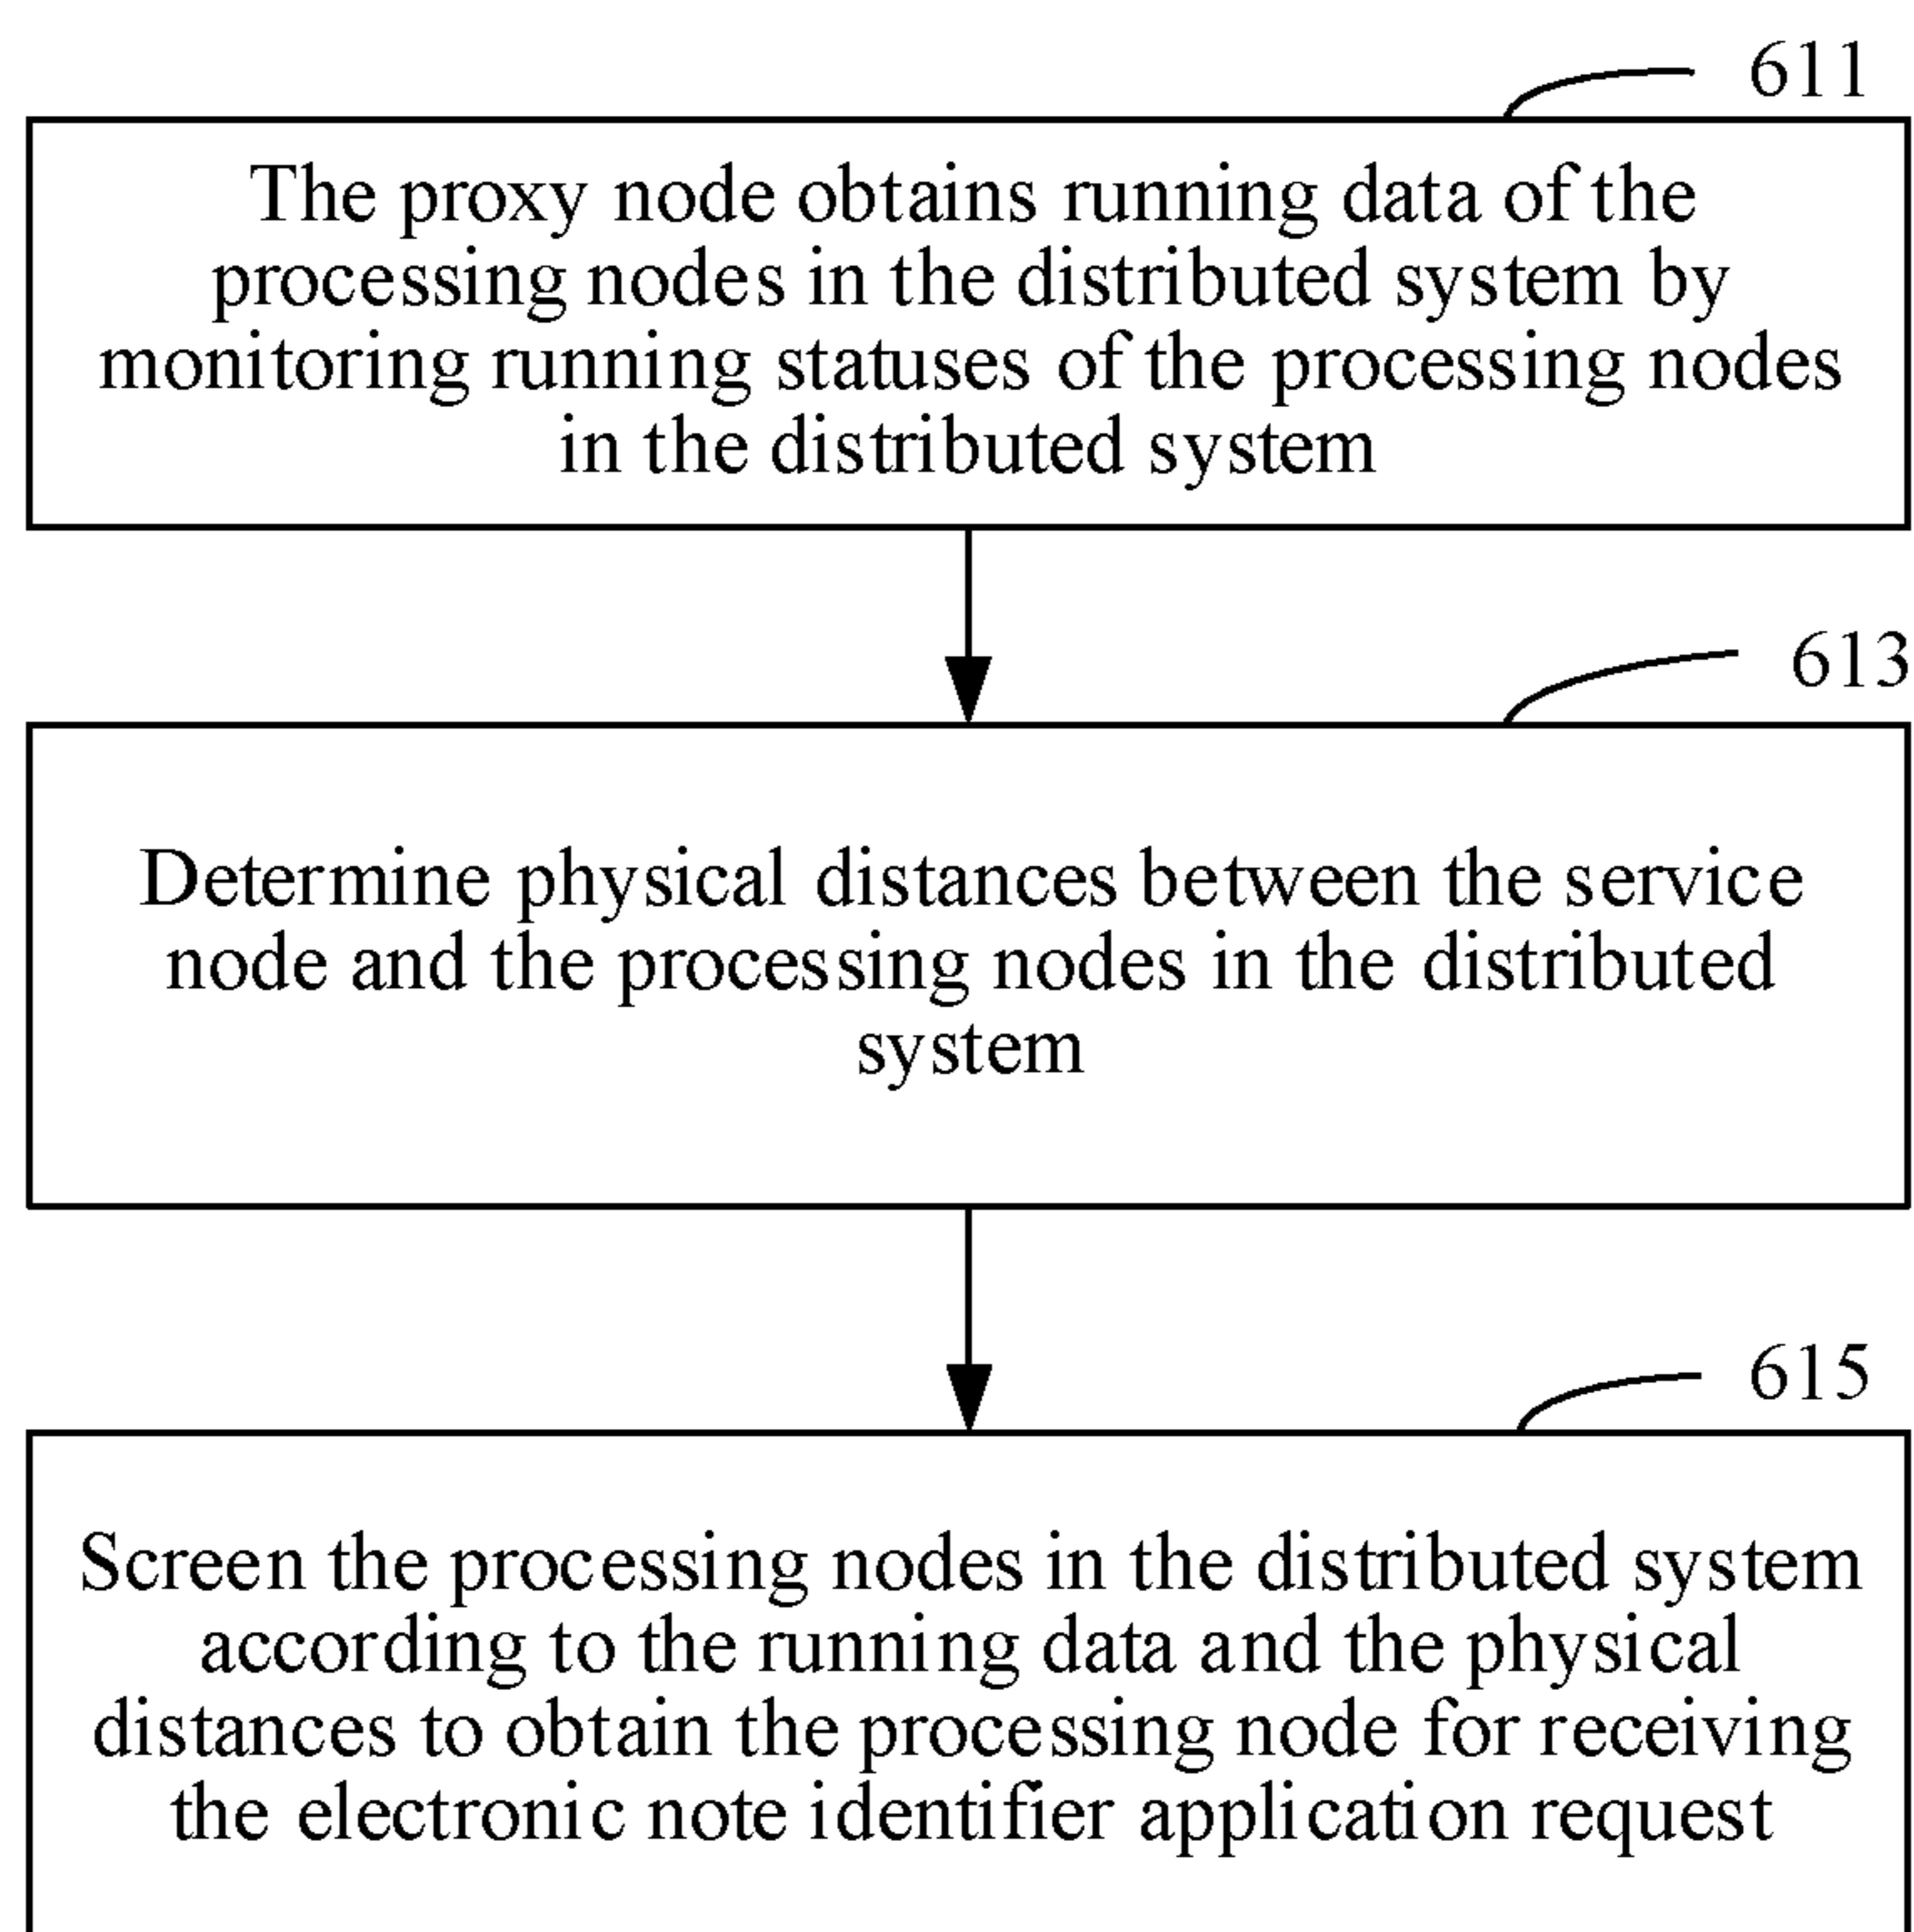 611
The proxy node obtains running data of the
processing nodes in the distributed system by
monitoring running statuses of the processing nodes
in the distributed system
613
Determine physical distances between the service
node and the processing nodes in the distributed
system
615
Screen the processing nodes in the distributed system
according to the running data and the physical
distances to obtain the processing node for receiving
the electronic note identifier application request